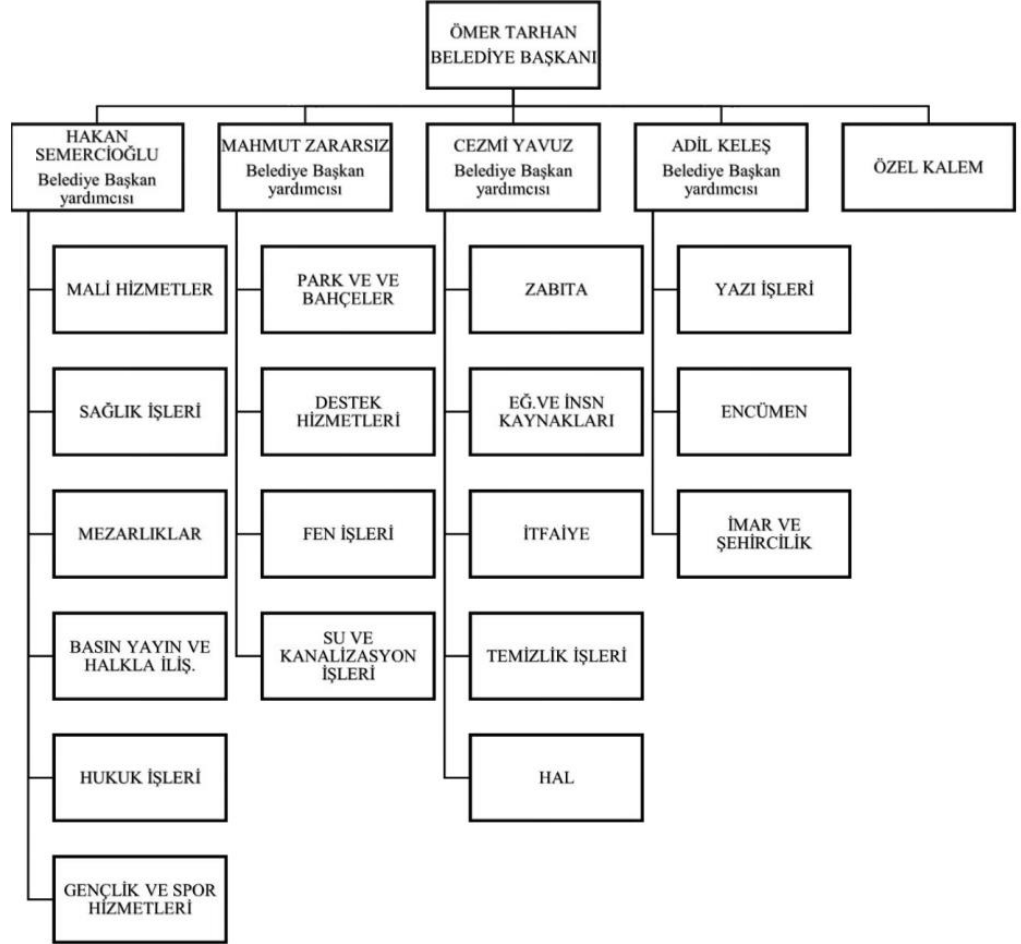 ÖMER TARHAN
BELEDİYE BAŞKANI
HAKAN
SEMERCİOĞLU
Belediye Başkan
yardımcısı
MAHMUT ZARARSIZ
Belediye Başkan
yardımcısı
CEZMİ YAVUZ
Belediye Başkan
yardımcısı
ADİL KELEŞ
Belediye Başkan
yardımcısı
ÖZEL KALEM
MALİ HİZMETLER
SAĞLIK İŞLERİ
MEZARLIKLAR
BASIN YAYIN VE
HALKLA İLİŞ.
HUKUK İŞLERİ
GENÇLİK VE SPOR
HİZMETLERİ
PARK VE VE
BAHÇELER
DESTEK
HİZMETLERİ
FEN İŞLERİ
SU VE
KANALİZASYON
İŞLERİ
ZABITA
EĞ.VE İNSN
KAYNAKLARI
İTFAİYE
TEMİZLİK İŞLERİ
HAL
YAZI İŞLERİ
ENCÜMEN
İMAR VE
ŞEHİRCİLİK